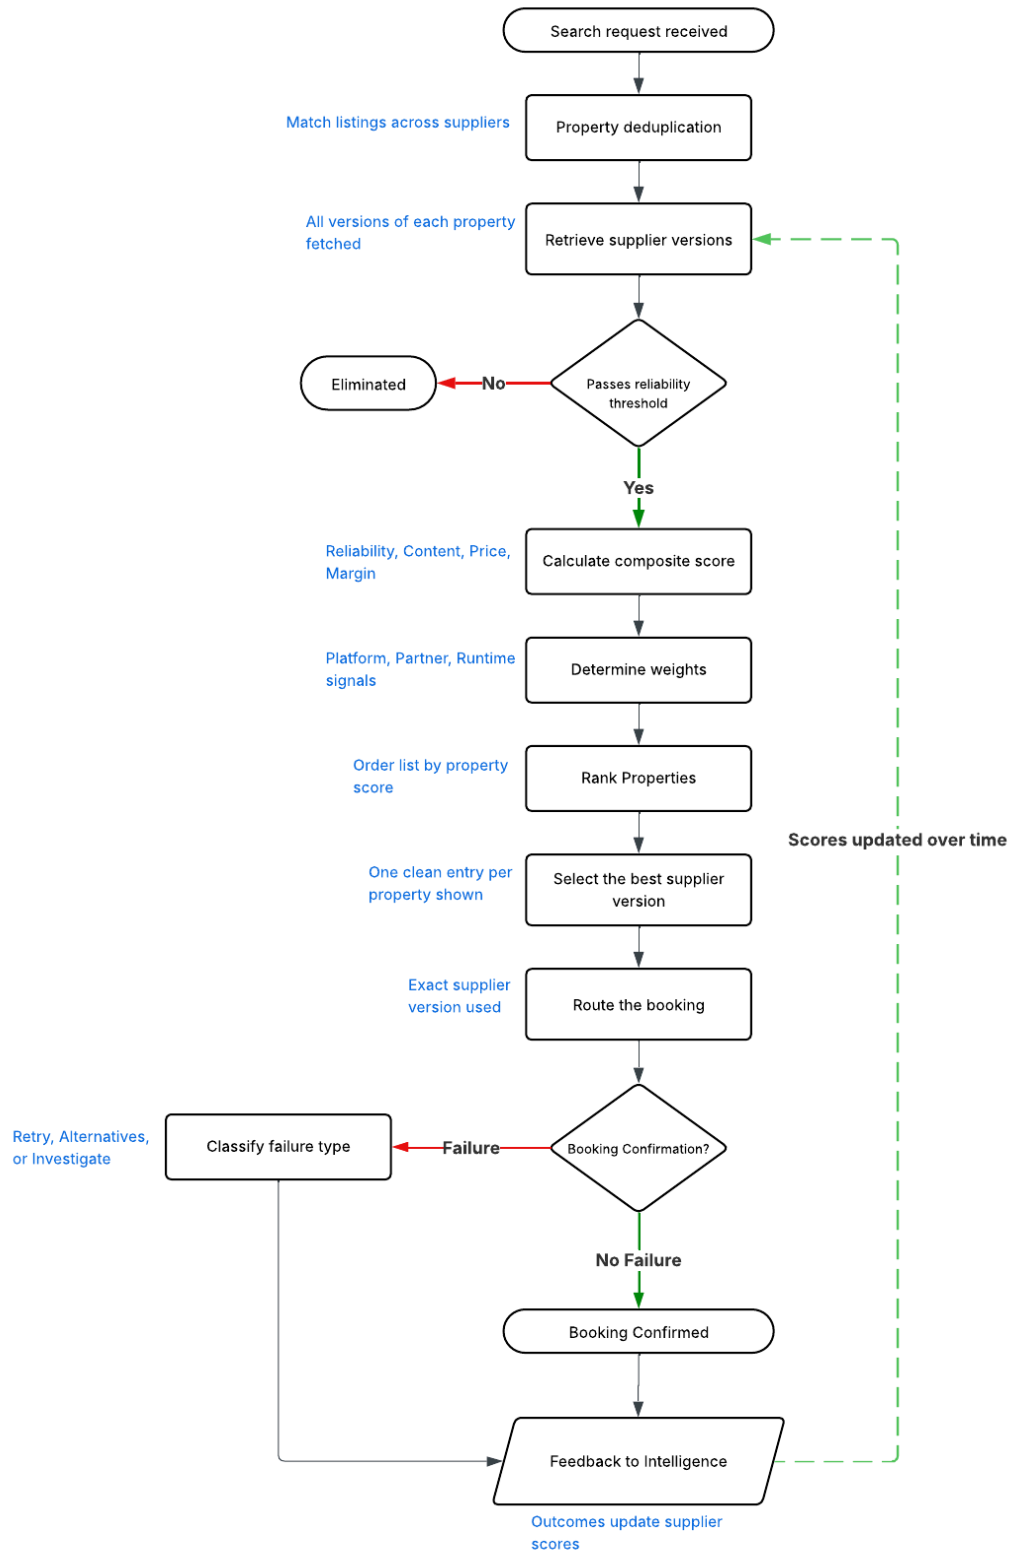 Search request received
Match listings across suppliers
Property deduplication
All versions of each property
fetched
Retrieve supplier versions
Eliminated
No
Passes reliability
threshold
Yes
Reliability, Content, Price,
Margin
Calculate composite score
Platform, Partner, Runtime
signals
Determine weights
Order list by property
score
Rank Properties
Scores updated over time
One clean entry per
property shown
Select the best supplier
version
Exact supplier
version used
Route the booking
Retry, Alternatives,
or Investigate
Classify failure type
Failure
Booking Confirmation?
No Failure
Booking Confirmed
Feedback to Intelligence
Outcomes update supplier
scores